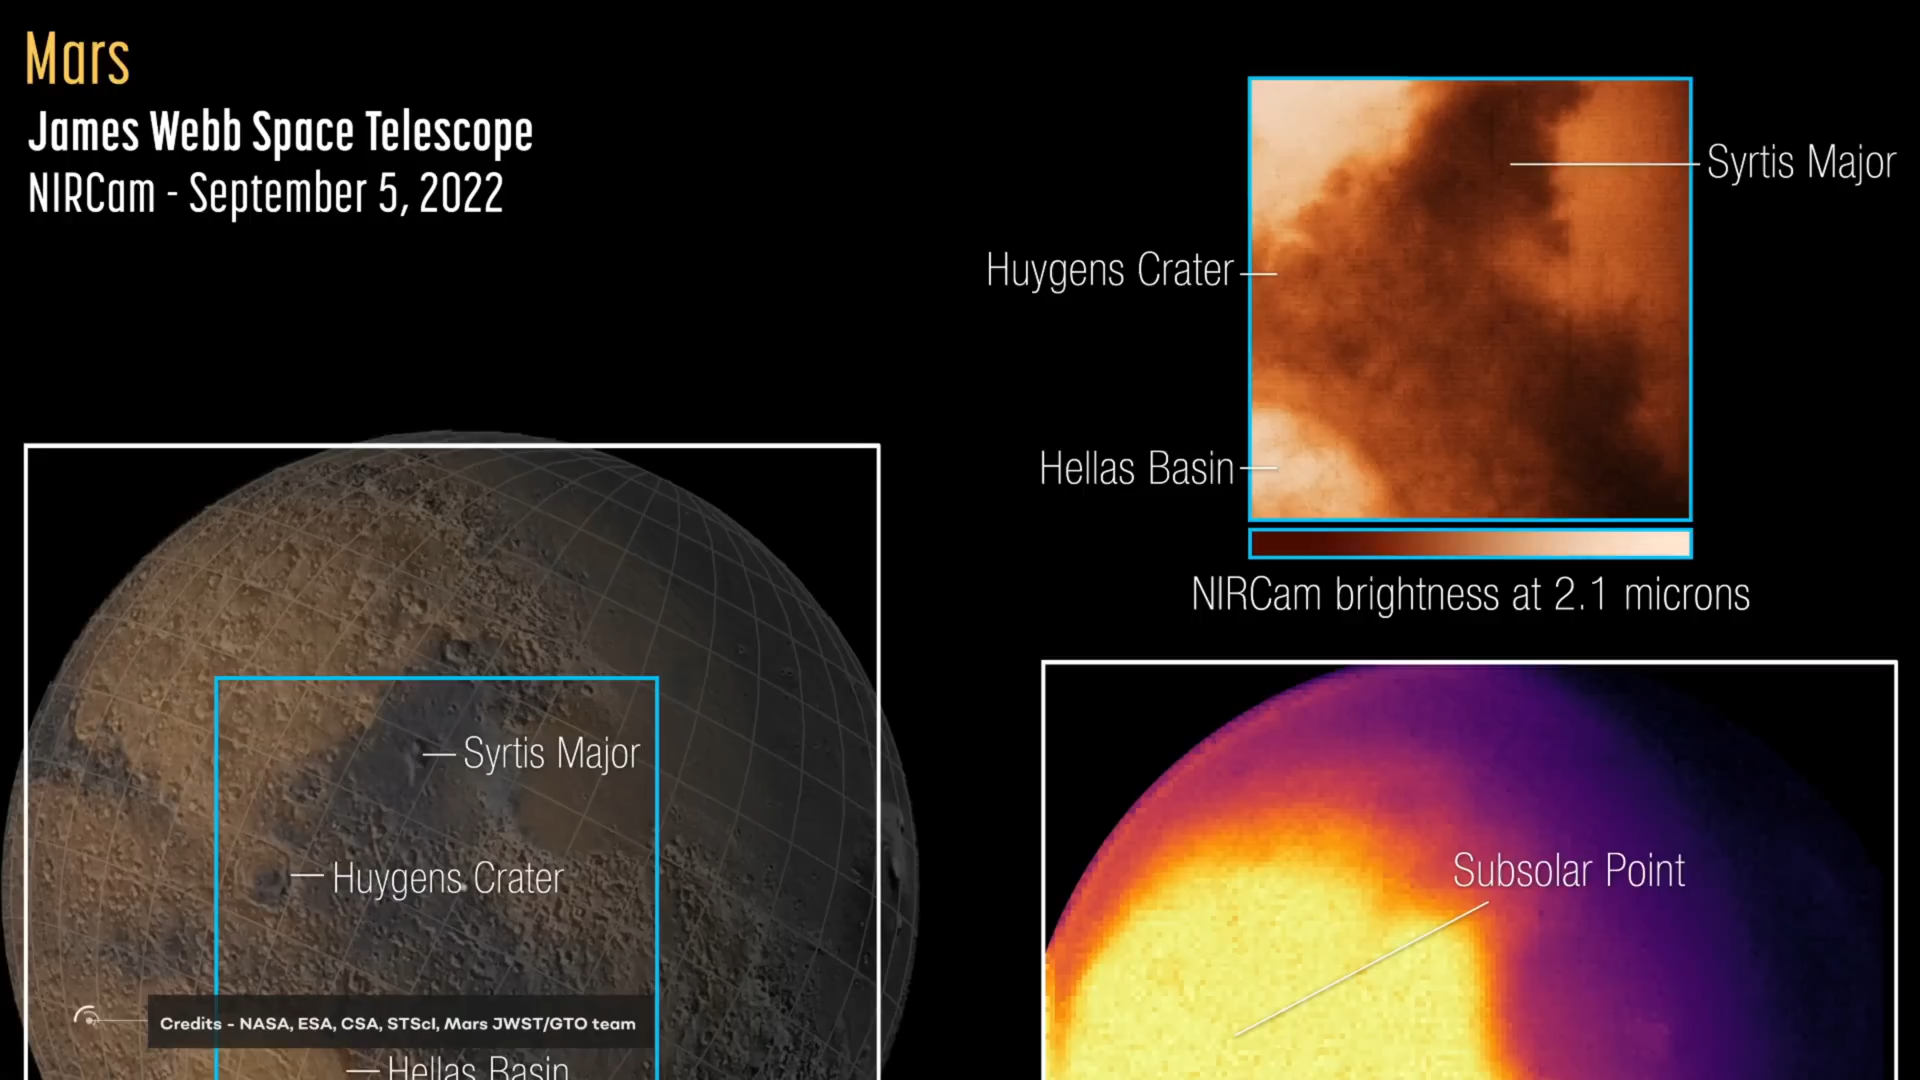 Mars
James Webb Space Telescope
NIRCam - September 5, 2022
Syrtis Major
Huygens Crater
Hellas Basin
NIRCam brightness at 2.1 microns
Syrtis Major
Huygens Crater
Hellas Basin
Subsolar Point
Credits - NASA, ESA, CSA, STScI, Mars JWST/GTO team